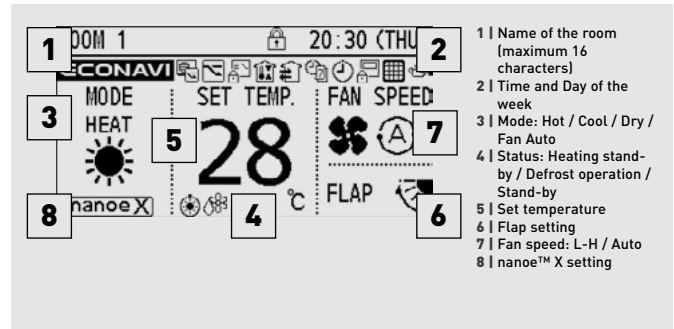 1
OOM 1
20:30 (THU
2
ECONAVI
MODE
SET TEMP.
FAN SPEED
3
HEAT
5
28
A
7
°C
FLAP
8
nanoe X
4
6
1 | Name of the room
(maximum 16
characters)
2 | Time and Day of the
week
3 | Mode: Hot / Cool / Dry /
Fan Auto
4 | Status: Heating stand-
by / Defrost operation /
Stand-by
5 | Set temperature
6 | Flap setting
7 | Fan speed: L-H / Auto
8 | nanoe™ X setting